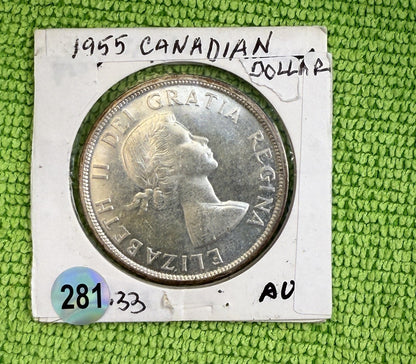 1955 CANADIAN
DOLLAR
ELIZABETH II DEI GRATIA REGINA
281.33
AU